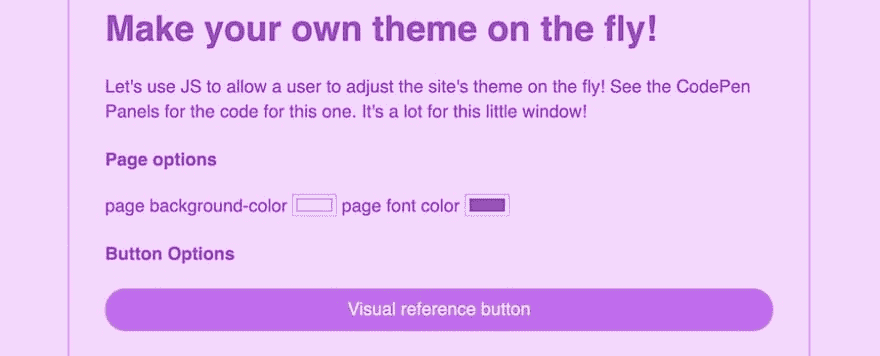 Make your own theme on the fly!
Let's use JS to allow a user to adjust the site's theme on the fly! See the CodePen
Panels for the code for this one. It's a lot for this little window!
Page options
page background-color page font color
Button Options
Visual reference button